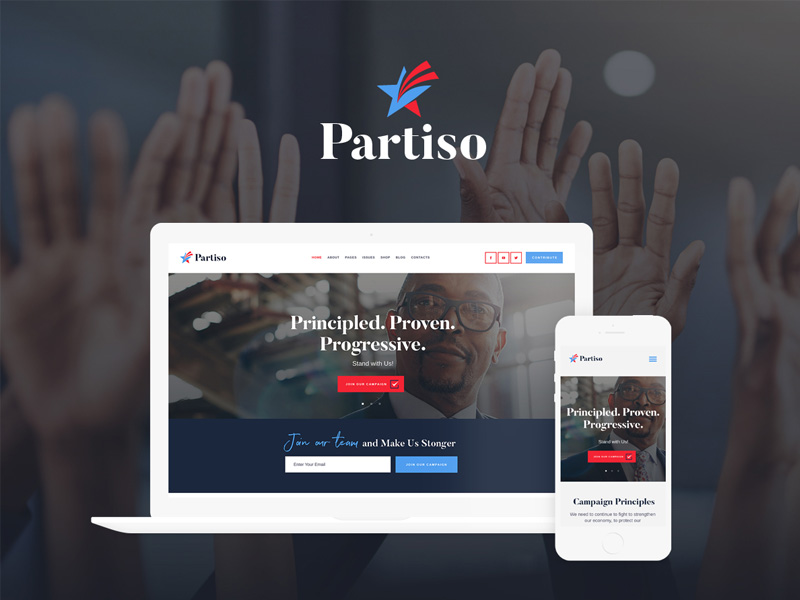 Partiso
Partiso
HOME ABOUT PAGES ISSUES SHOP BLOG CONTACTS
CONTRIBUTE
Principled. Proven.
Progressive.
Stand with Us!
JOIN OUR CAMPAIGN
Join our team and Make Us Stonger
Enter Your Email
JOIN OUR CAMPAIGN
Partiso
Principled. Proven.
Progressive.
Stand with Us!
JOIN OUR CAMPAIGN
Campaign Principles
We need to continue to fight to strengthen
our economy, to protect our